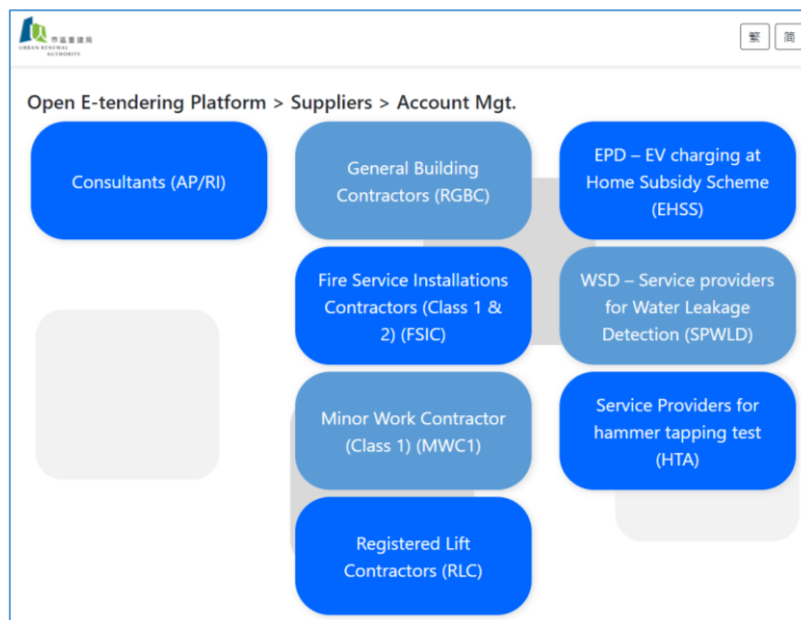 市區重建局
URBAN RENEWAL
AUTHORITY
繁
简
Open E-tendering Platform > Suppliers > Account Mgt.
Consultants (AP/RI)
General Building
Contractors (RGBC)
EPD – EV charging at
Home Subsidy Scheme
(EHSS)
Fire Service Installations
Contractors (Class 1 &
2) (FSIC)
WSD – Service providers
for Water Leakage
Detection (SPWLD)
Minor Work Contractor
(Class 1) (MWC1)
Service Providers for
hammer tapping test
(HTA)
Registered Lift
Contractors (RLC)